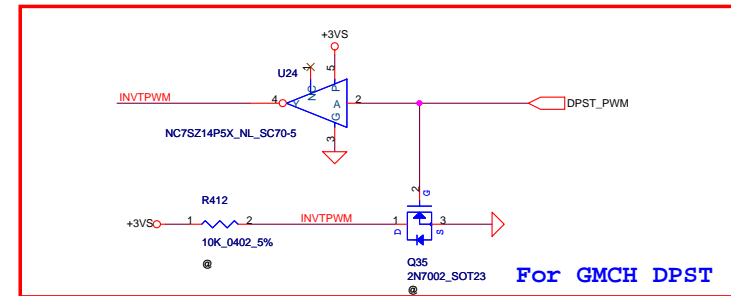 +3VS
U24
4
5
NC
P
INVTPWM
4
Y
A
2
DPST_PWM
G
3
NC7SZ14P5X_NL_SC70-5
2
G
R412
+3VS
1
2
INVTPWM
1
3
D
S
10K_0402_5%
@
Q35
2N7002_SOT23
@
For GMCH DPST